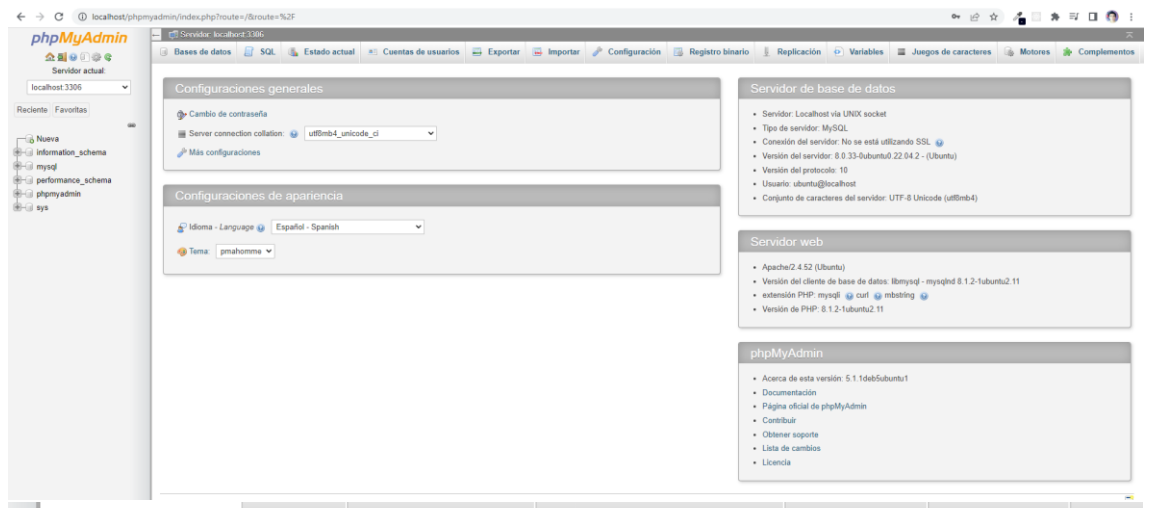 localhost/phpmyadmin/index.php?route=/&route=%2F
phpMyAdmin
Servidor actual:
localhost:3306
Reciente Favoritas
Nueva
information_schema
mysql
performance_schema
phpmyadmin
sys
Servidor: localhost:3306
Bases de datos SQL Estado actual Cuentas de usuarios Exportar Importar Configuración Registro binario Replicación Variables Juegos de caracteres Motores Complementos
Configuraciones generales
Cambio de contraseña
Server connection collation: utf8mb4_unicode_ci
Más configuraciones
Configuraciones de apariencia
Idioma - Language Español - Spanish
Tema: pmahomme
Servidor de base de datos
Servidor: Localhost via UNIX socket
Tipo de servidor: MySQL
Conexión del servidor: No se está utilizando SSL
Versión del servidor: 8.0.33-0ubuntu0.22.04.2 - (Ubuntu)
Versión del protocolo: 10
Usuario: ubuntu@localhost
Conjunto de caracteres del servidor: UTF-8 Unicode (utf8mb4)
Servidor web
Apache/2.4.52 (Ubuntu)
Versión del cliente de base de datos: libmysql - mysqlnd 8.1.2-1ubuntu2.11
extensión PHP: mysqli curl mbstring
Versión de PHP: 8.1.2-1ubuntu2.11
phpMyAdmin
Acerca de esta versión: 5.1.1deb5ubuntu1
Documentación
Página oficial de phpMyAdmin
Contribuir
Obtener soporte
Lista de cambios
Licencia